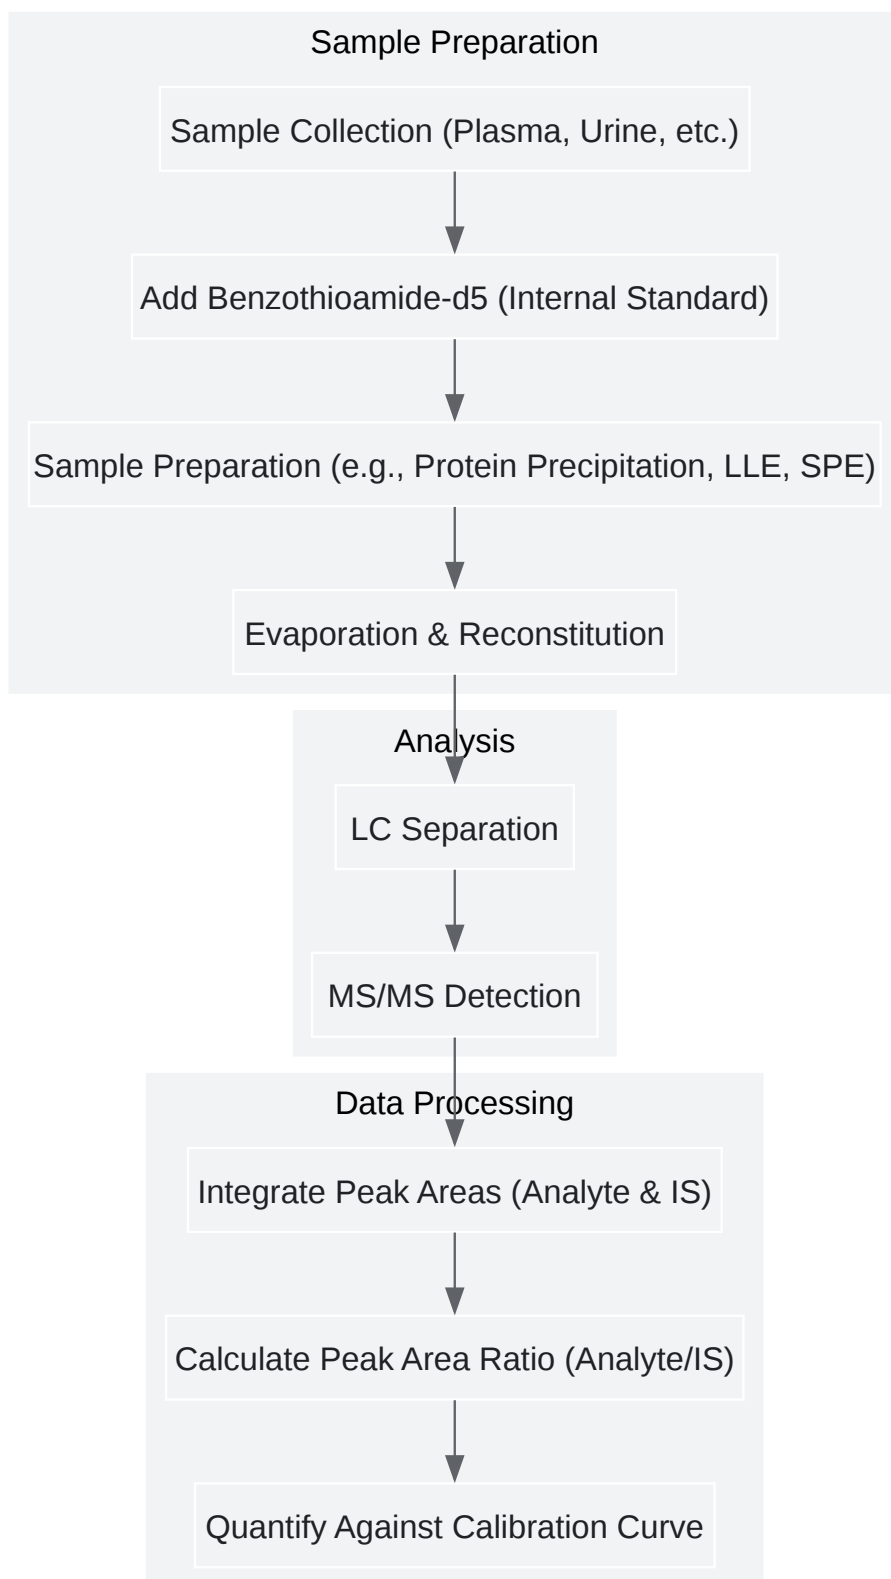 Sample Preparation
Sample Collection (Plasma, Urine, etc.)
Add Benzothioamide-d5 (Internal Standard)
Sample Preparation (e.g., Protein Precipitation, LLE, SPE)
Evaporation & Reconstitution
Analysis
LC Separation
MS/MS Detection
Data Processing
Integrate Peak Areas (Analyte & IS)
Calculate Peak Area Ratio (Analyte/IS)
Quantify Against Calibration Curve